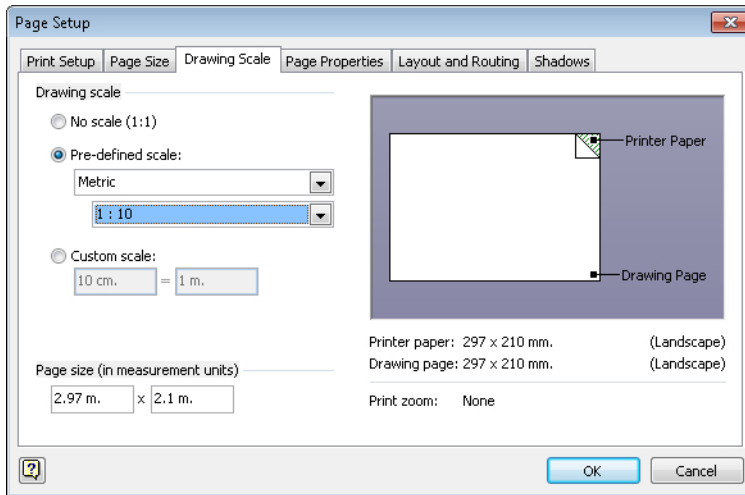 Page Setup
Print Setup
Page Size
Drawing Scale
Page Properties
Layout and Routing
Shadows
Drawing scale
No scale (1:1)
Pre-defined scale:
Metric
1 : 10
Custom scale:
10 cm. = 1 m.
Page size (in measurement units)
2.97 m. x 2.1 m.
Printer Paper
Drawing Page
Printer paper: 297 x 210 mm. (Landscape)
Drawing page: 297 x 210 mm. (Landscape)
Print zoom: None
?
OK
Cancel